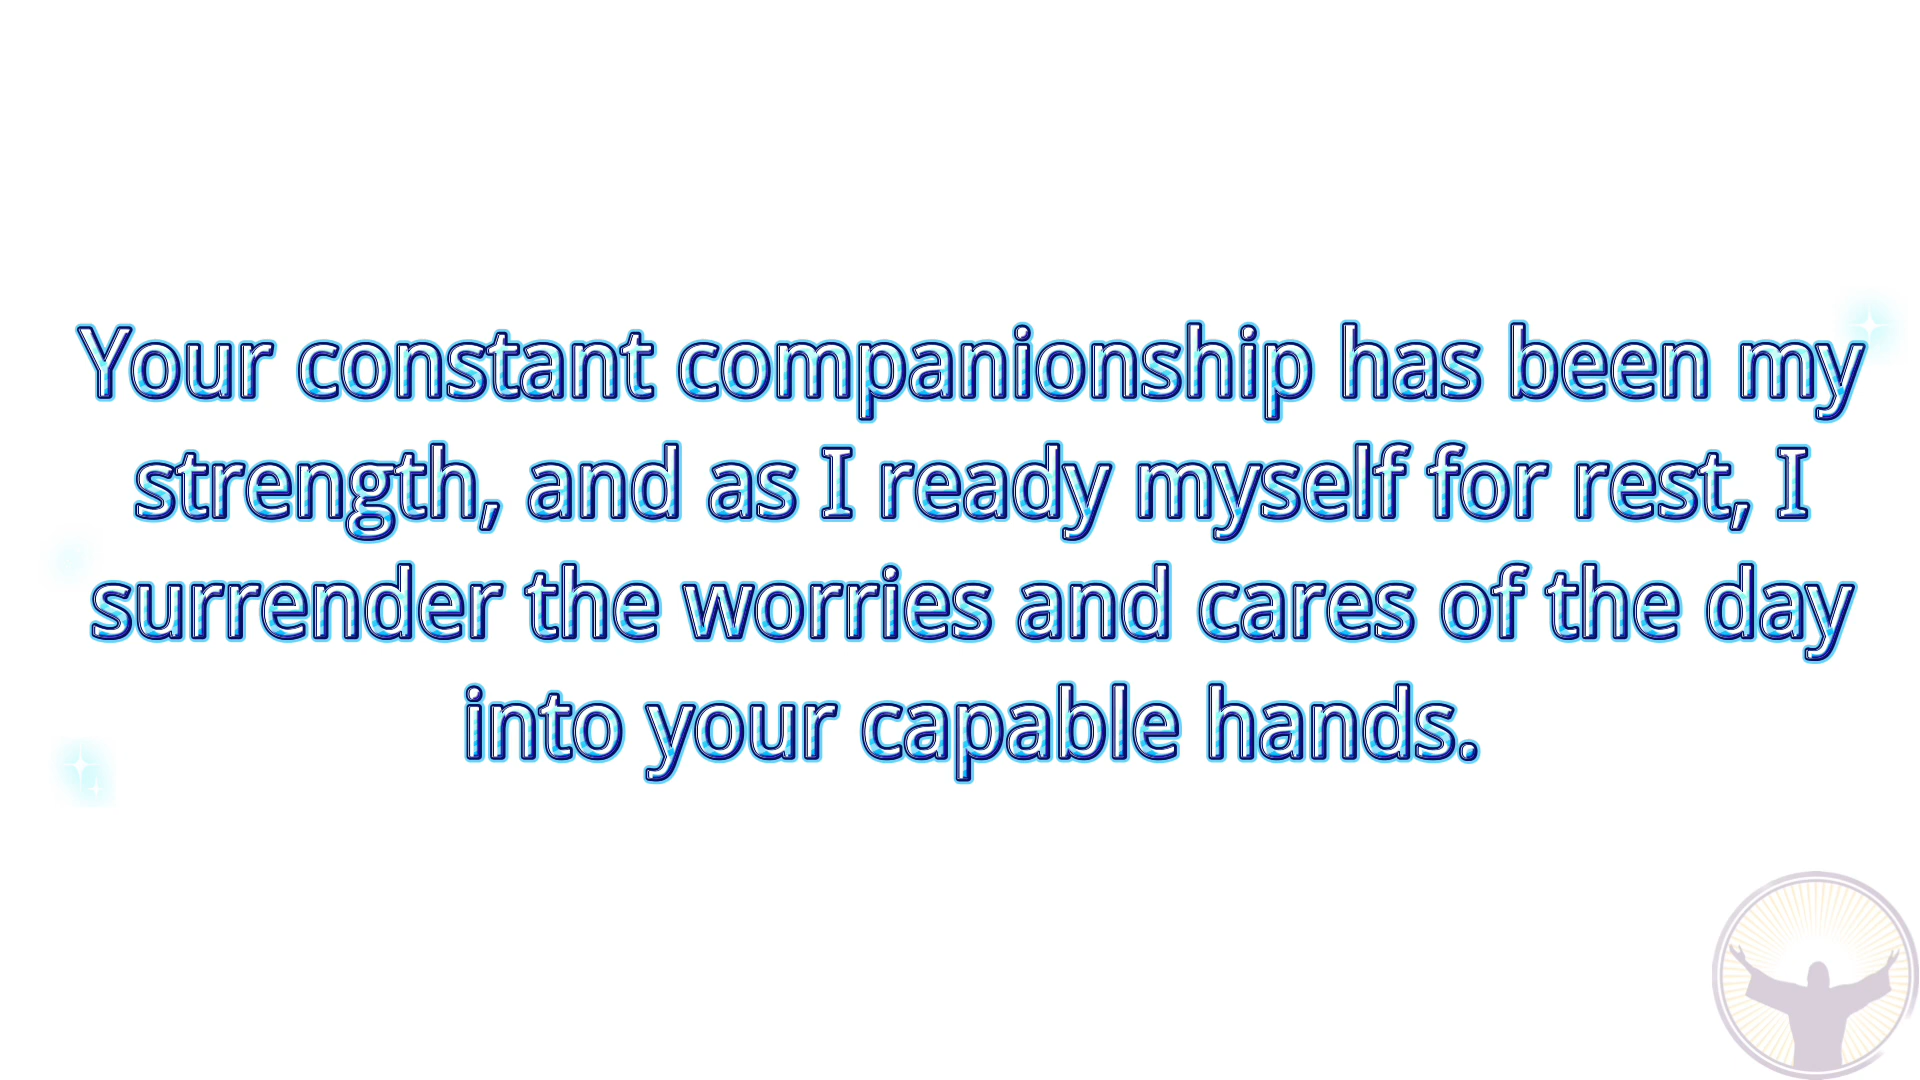 Your constant companionship has been my
strength, and as I ready myself for rest, I
surrender the worries and cares of the day
into your capable hands.